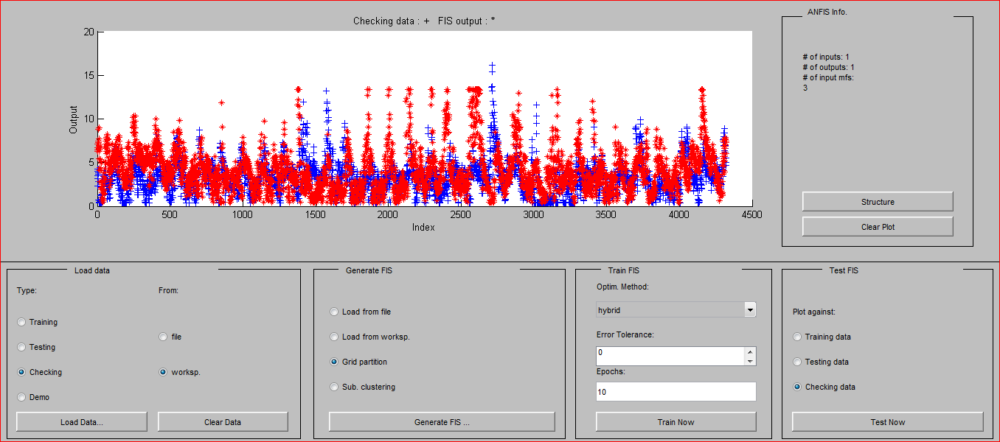 Checking data : + FIS output : *
20
15
10
5
0
Output
0 500 1000 1500 2000 2500 3000 3500 4000 4500
Index
ANFIS Info.
# of inputs: 1
# of outputs: 1
# of input mfs:
3
Structure
Clear Plot
Load data
Type:
From:
Training
Testing
Checking
Demo
file
worksp.
Load Data...
Clear Data
Generate FIS
Load from file
Load from worksp.
Grid partition
Sub. clustering
Generate FIS ...
Train FIS
Optim. Method:
hybrid
Error Tolerance:
0
Epochs:
10
Train Now
Test FIS
Plot against:
Training data
Testing data
Checking data
Test Now